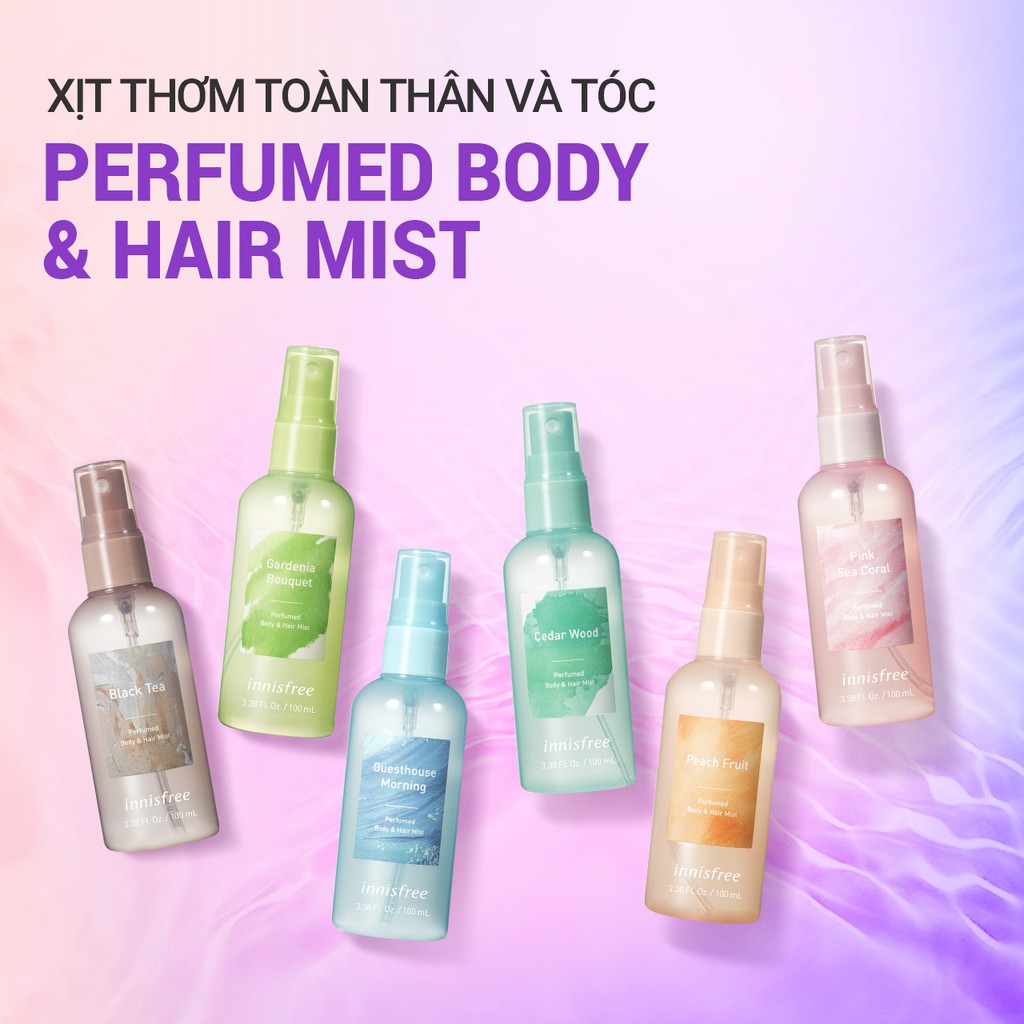 XỊT THƠM TOÀN THÂN VÀ TÓC
PERFUMED BODY
& HAIR MIST
Black Tea
Perfumed
Body & Hair Mist
innisfree
3.38 FL. Oz. / 100 mL
Gardenia
Bouquet
Perfumed
Body & Hair Mist
innisfree
3.38 FL. Oz. / 100 mL
Guesthouse
Morning
Perfumed
Body & Hair Mist
innisfree
3.38 FL. Oz. / 100 mL
Cedar Wood
Perfumed
Body & Hair Mist
innisfree
3.38 FL. Oz. / 100 mL
Peach Fruit
Perfumed
Body & Hair Mist
innisfree
3.38 FL. Oz. / 100 mL
Pink
Sea Coral
Perfumed
Body & Hair Mist
innisfree
3.38 FL. Oz. / 100 mL